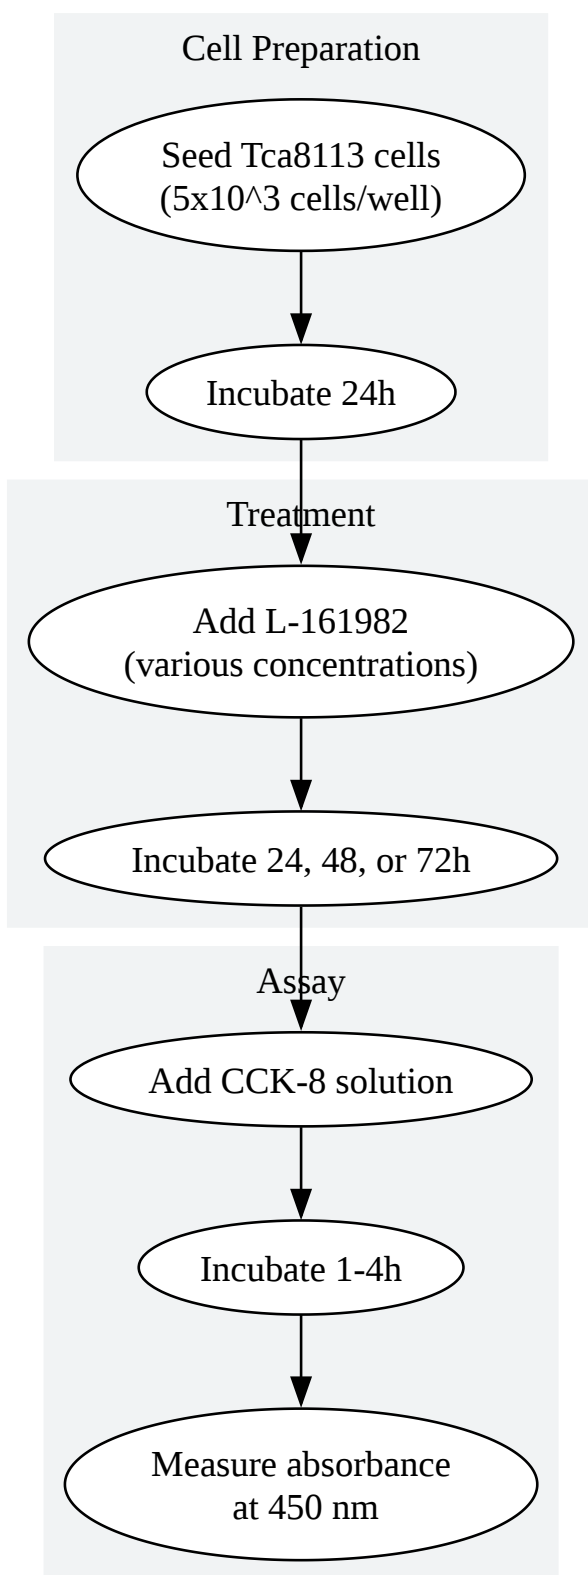 Cell Preparation
Seed Tca8113 cells
(5x10^3 cells/well)
Incubate 24h
Treatment
Add L-161982
(various concentrations)
Incubate 24, 48, or 72h
Assay
Add CCK-8 solution
Incubate 1-4h
Measure absorbance
at 450 nm